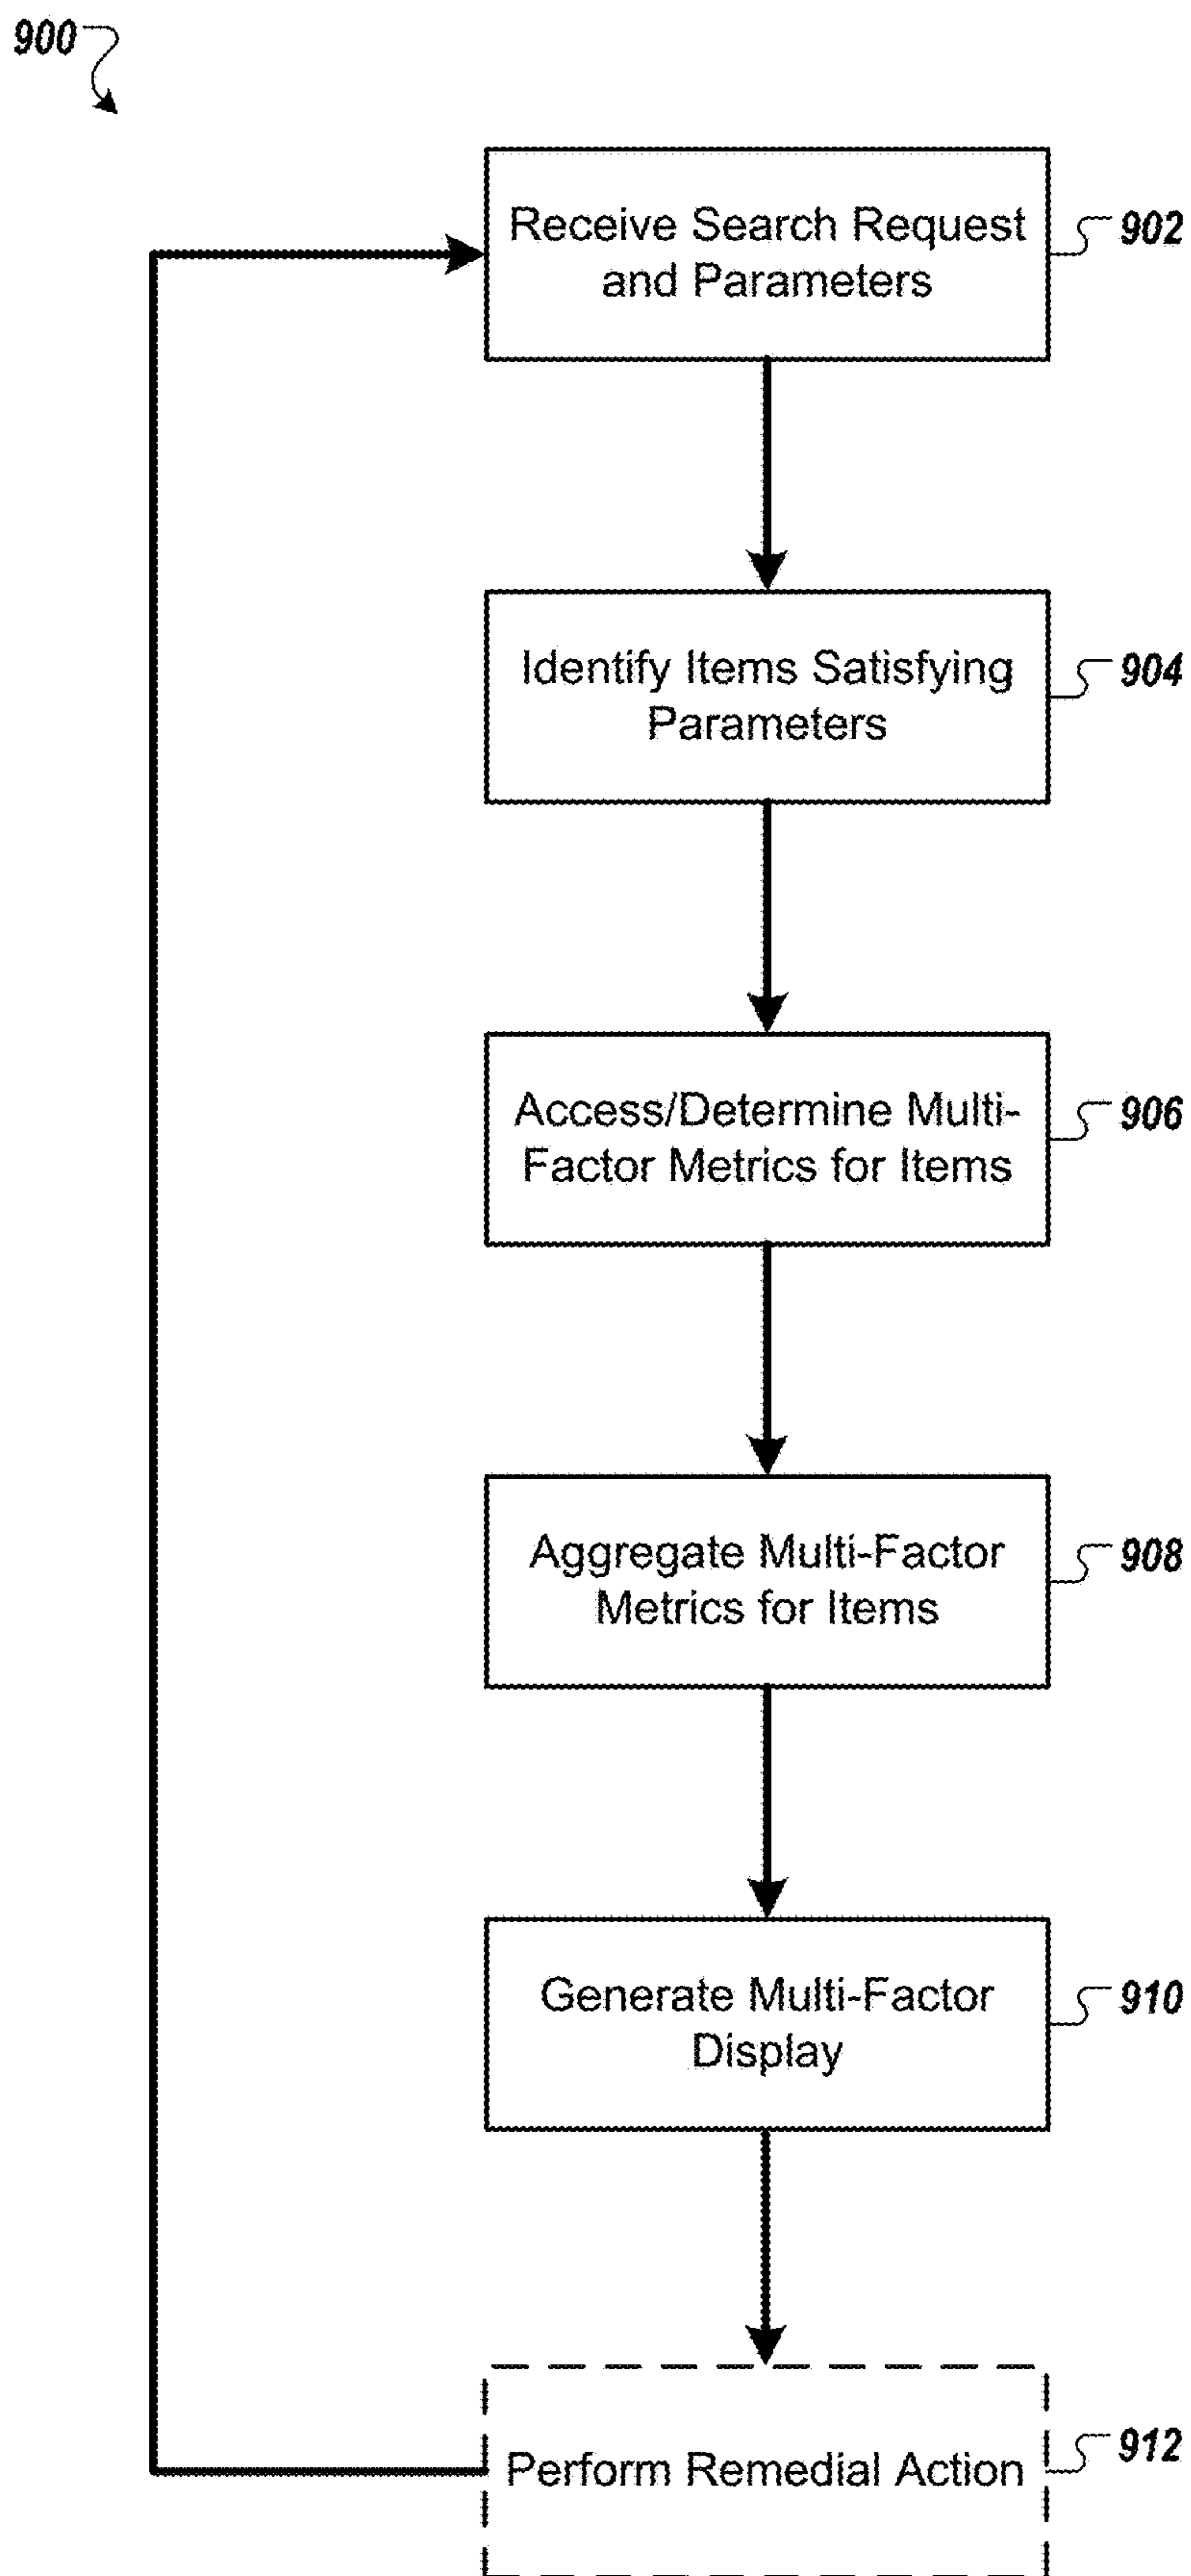 900
Receive Search Request
and Parameters
902
Identify Items Satisfying
Parameters
904
Access/Determine Multi-
Factor Metrics for Items
906
Aggregate Multi-Factor
Metrics for Items
908
Generate Multi-Factor
Display
910
Perform Remedial Action
912